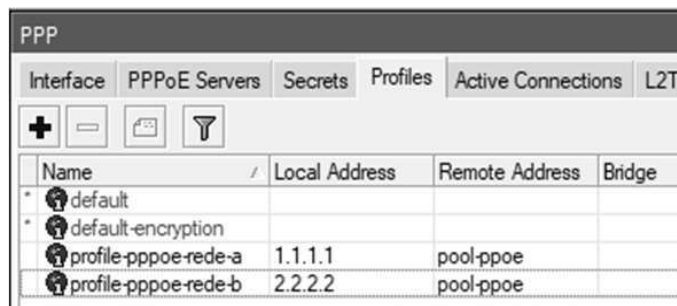 PPP
Interface PPPoE Servers Secrets Profiles Active Connections L2T
Name Local Address Remote Address Bridge
* default
* default-encryption
profile-pppoe-rede-a 1.1.1.1 pool-ppoe
profile-pppoe-rede-b 2.2.2.2 pool-ppoe